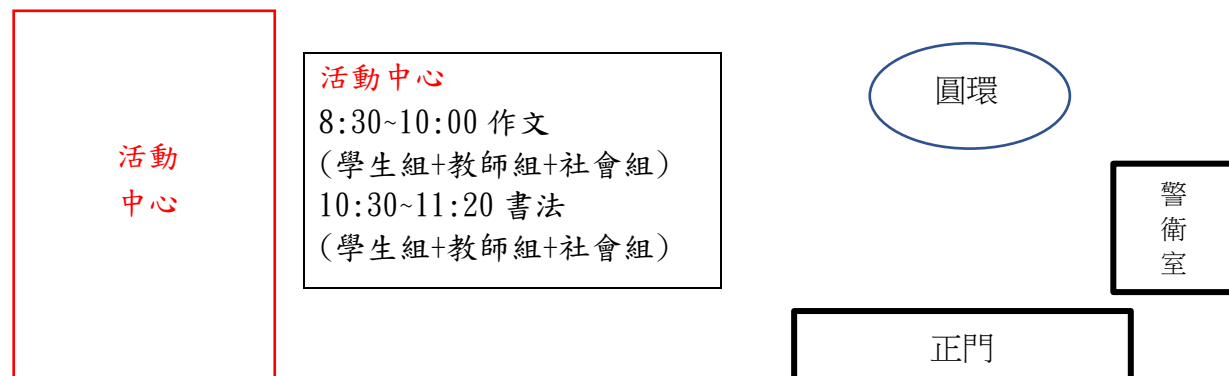 活動
中心
活動中心
8:30~10:00 作文
(學生組+教師組+社會組)
10:30~11:20 書法
(學生組+教師組+社會組)
圓環
警
衛
室
正門